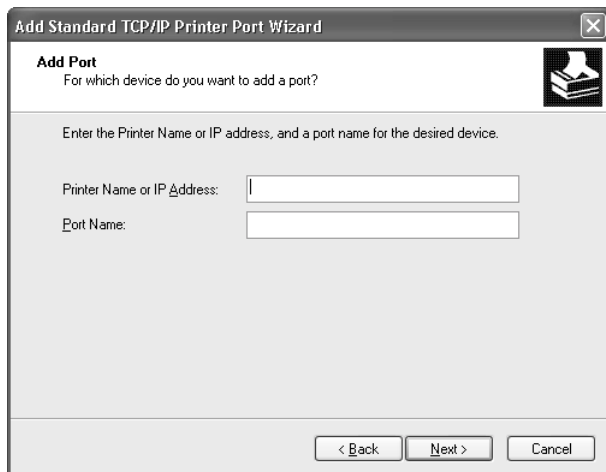 Add Standard TCP/IP Printer Port Wizard
Add Port
For which device do you want to add a port?
Enter the Printer Name or IP address, and a port name for the desired device.
Printer Name or IP Address:
Port Name:
< Back
Next >
Cancel